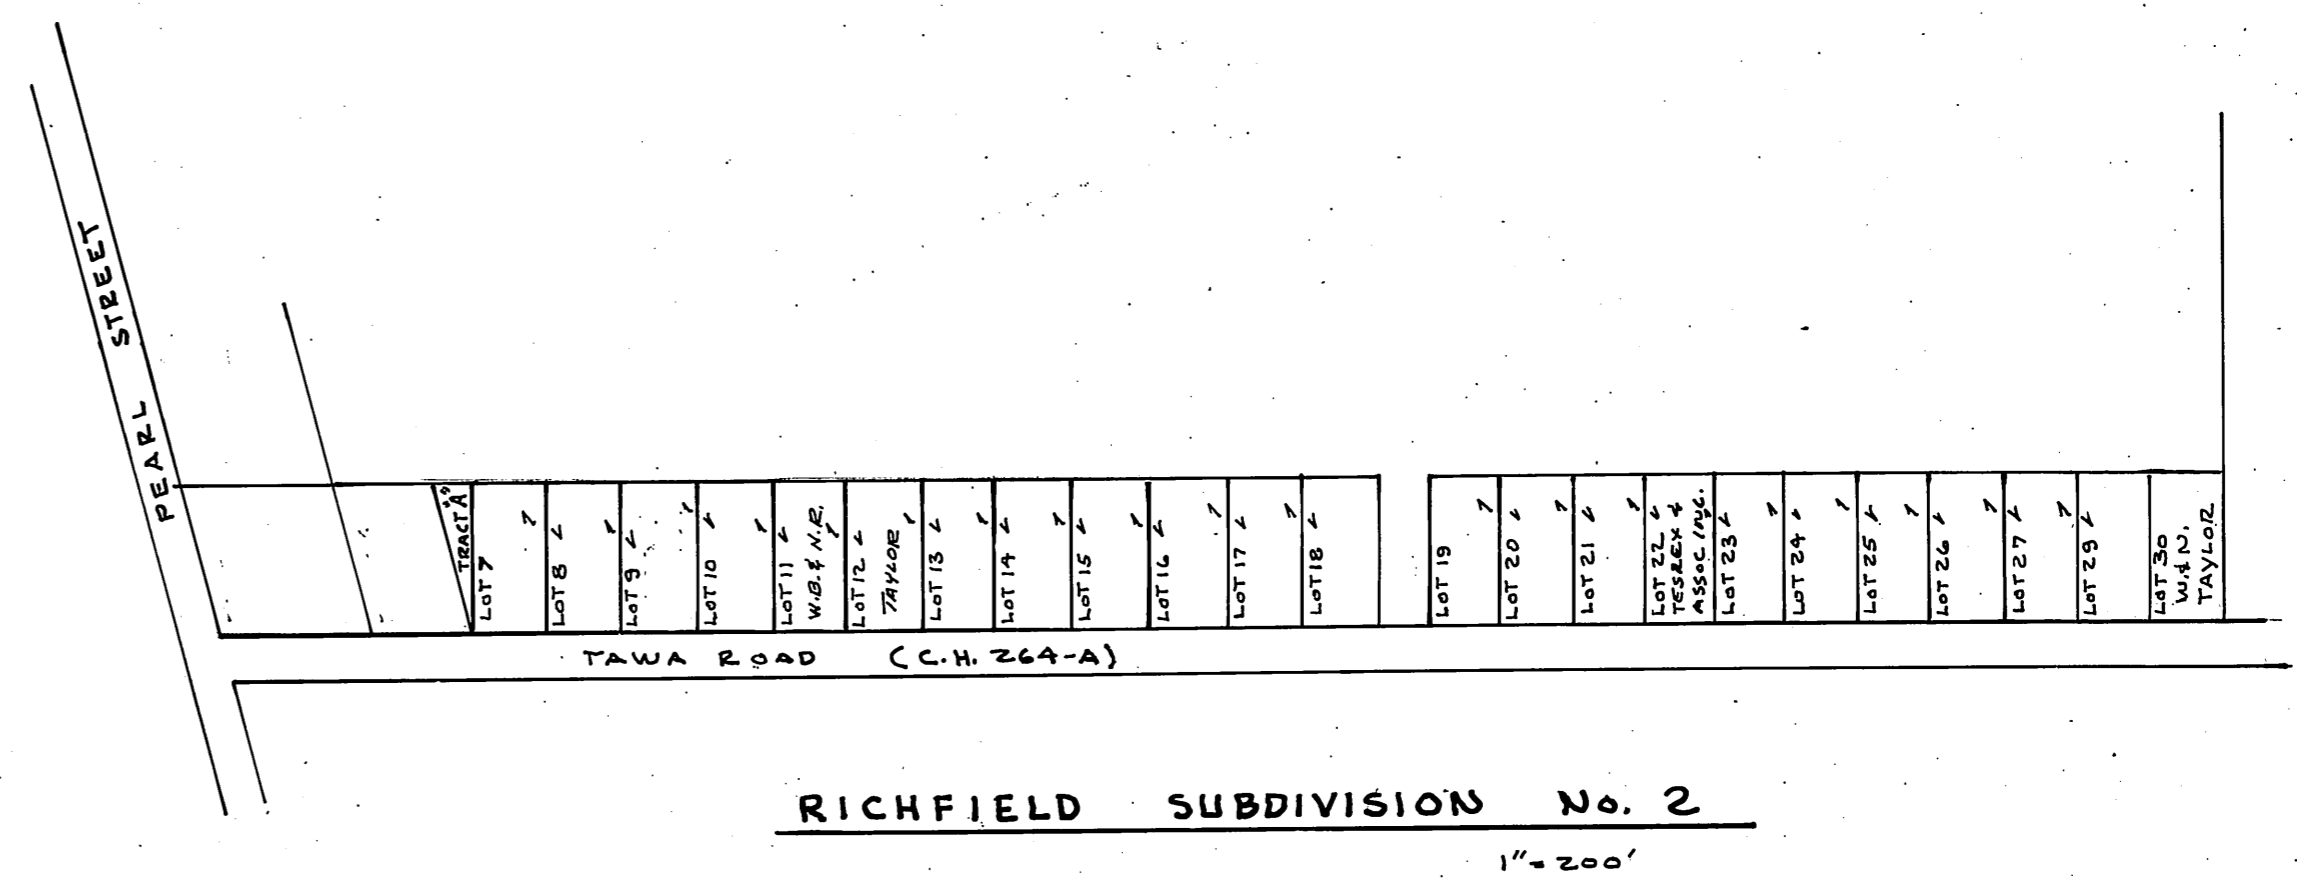 PEARL STREET
TRACT "A"
LOT 7
LOT 8
LOT 9
LOT 10
LOT 11
W.B. & N.R.
LOT 12
TAYLOR
LOT 13
LOT 14
LOT 15
LOT 16
LOT 17
LOT 18
LOT 19
LOT 20
LOT 21
LOT 22
TESREX &
ASSOC INC.
LOT 23
LOT 24
LOT 25
LOT 26
LOT 27
LOT 29
LOT 30
W. & N.
TAYLOR
TAWA ROAD (C.H. 264-A)
RICHFIELD SUBDIVISION No. 2
1" = 200'